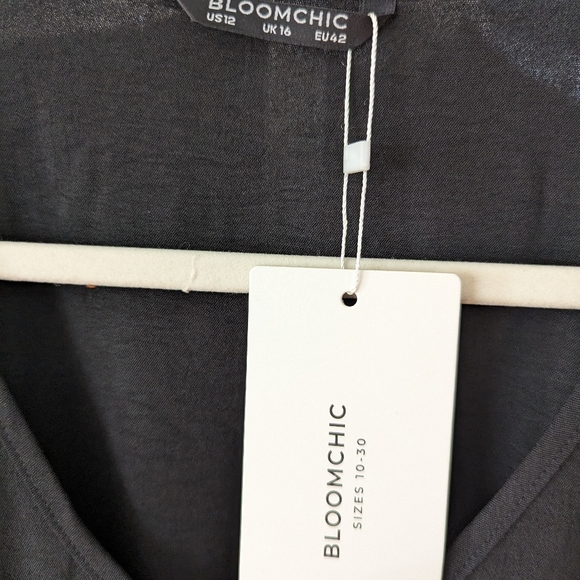 BLOOMCHIC
US12 UK16 EU42
BLOOMCHIC
SIZES 10-30